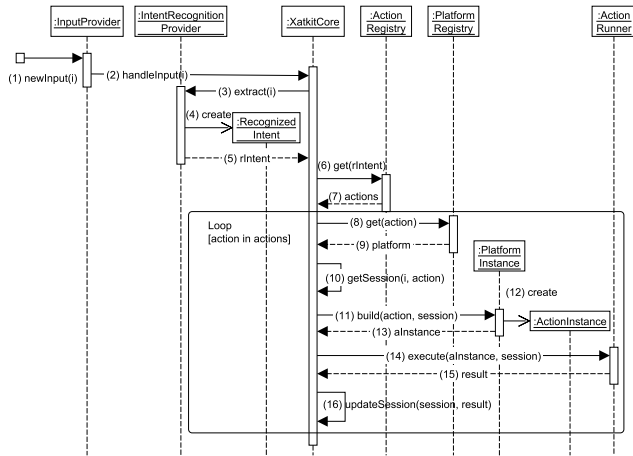 :InputProvider
:IntentRecognition
Provider
:XatkitCore
:Action
Registry
:Platform
Registry
:Action
Runner
(1) newInput(i)
(2) handleInput(i)
(3) extract(i)
(4) create
:Recognized
Intent
(5) rIntent
(6) get(rIntent)
(7) actions
Loop
[action in actions]
(8) get(action)
(9) platform
:Platform
Instance
(10) getSession(i, action)
(11) build(action, session)
(12) create
:ActionInstance
(13) aInstance
(14) execute(aInstance, session)
(15) result
(16) updateSession(session, result)